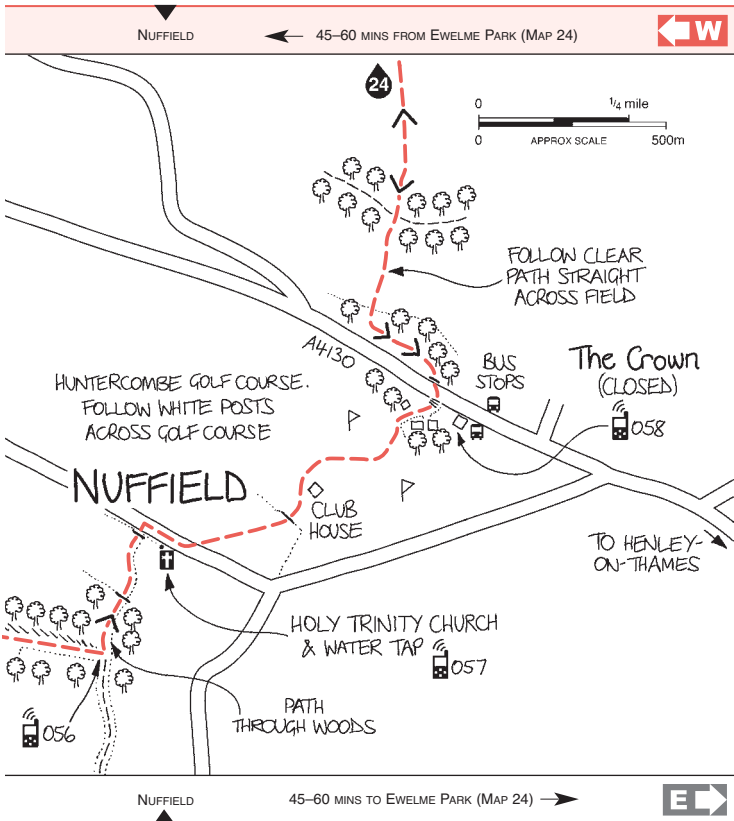 NUFFIELD
45–60 MINS FROM EWELME PARK (MAP 24)
W
24
0
1/4 mile
0
APPROX SCALE
500m
FOLLOW CLEAR
PATH STRAIGHT
ACROSS FIELD
A4130
BUS
STOPS
The Crown
(CLOSED)
058
HUNTERCOMBE GOLF COURSE.
FOLLOW WHITE POSTS
ACROSS GOLF COURSE
NUFFIELD
CLUB
HOUSE
TO HENLEY-
ON-THAMES
HOLY TRINITY CHURCH
& WATER TAP
057
PATH
THROUGH WOODS
056
NUFFIELD
45–60 MINS TO EWELME PARK (MAP 24)
E